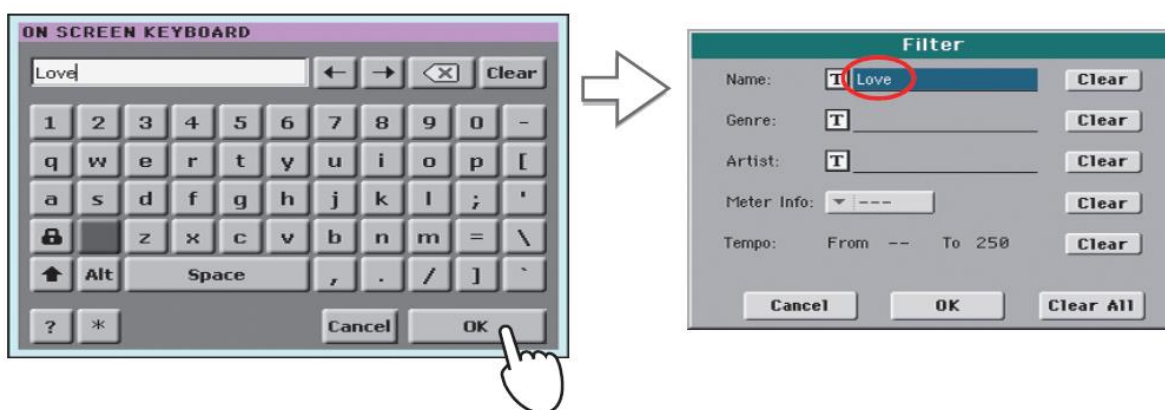 ON SCREEN KEYBOARD
Love
← → Clear
1 2 3 4 5 6 7 8 9 0 -
q w e r t y u i o p [
a s d f g h j k l ; '
z x c v b n m = \
Alt Space , . / ] `
? * Cancel OK
Filter
Name: T Love Clear
Genre: T Clear
Artist: T Clear
Meter Info: --- Clear
Tempo: From -- To 250 Clear
Cancel OK Clear All